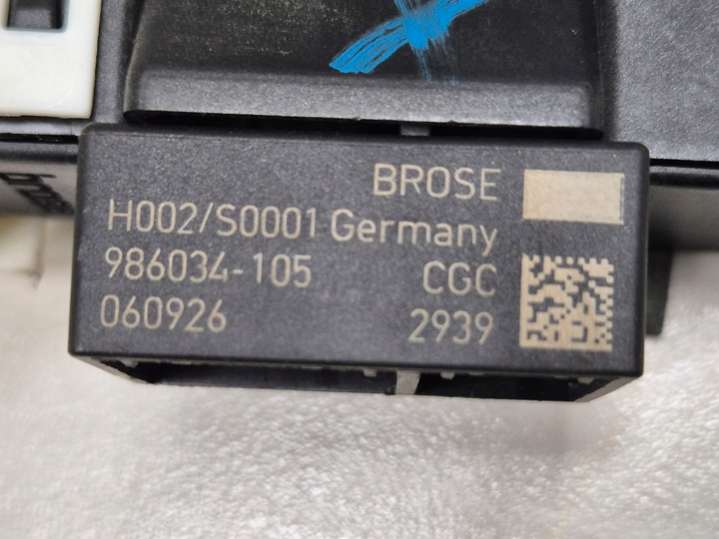 BROSE
H002/S0001 Germany
986034-105 CGC
060926 2939